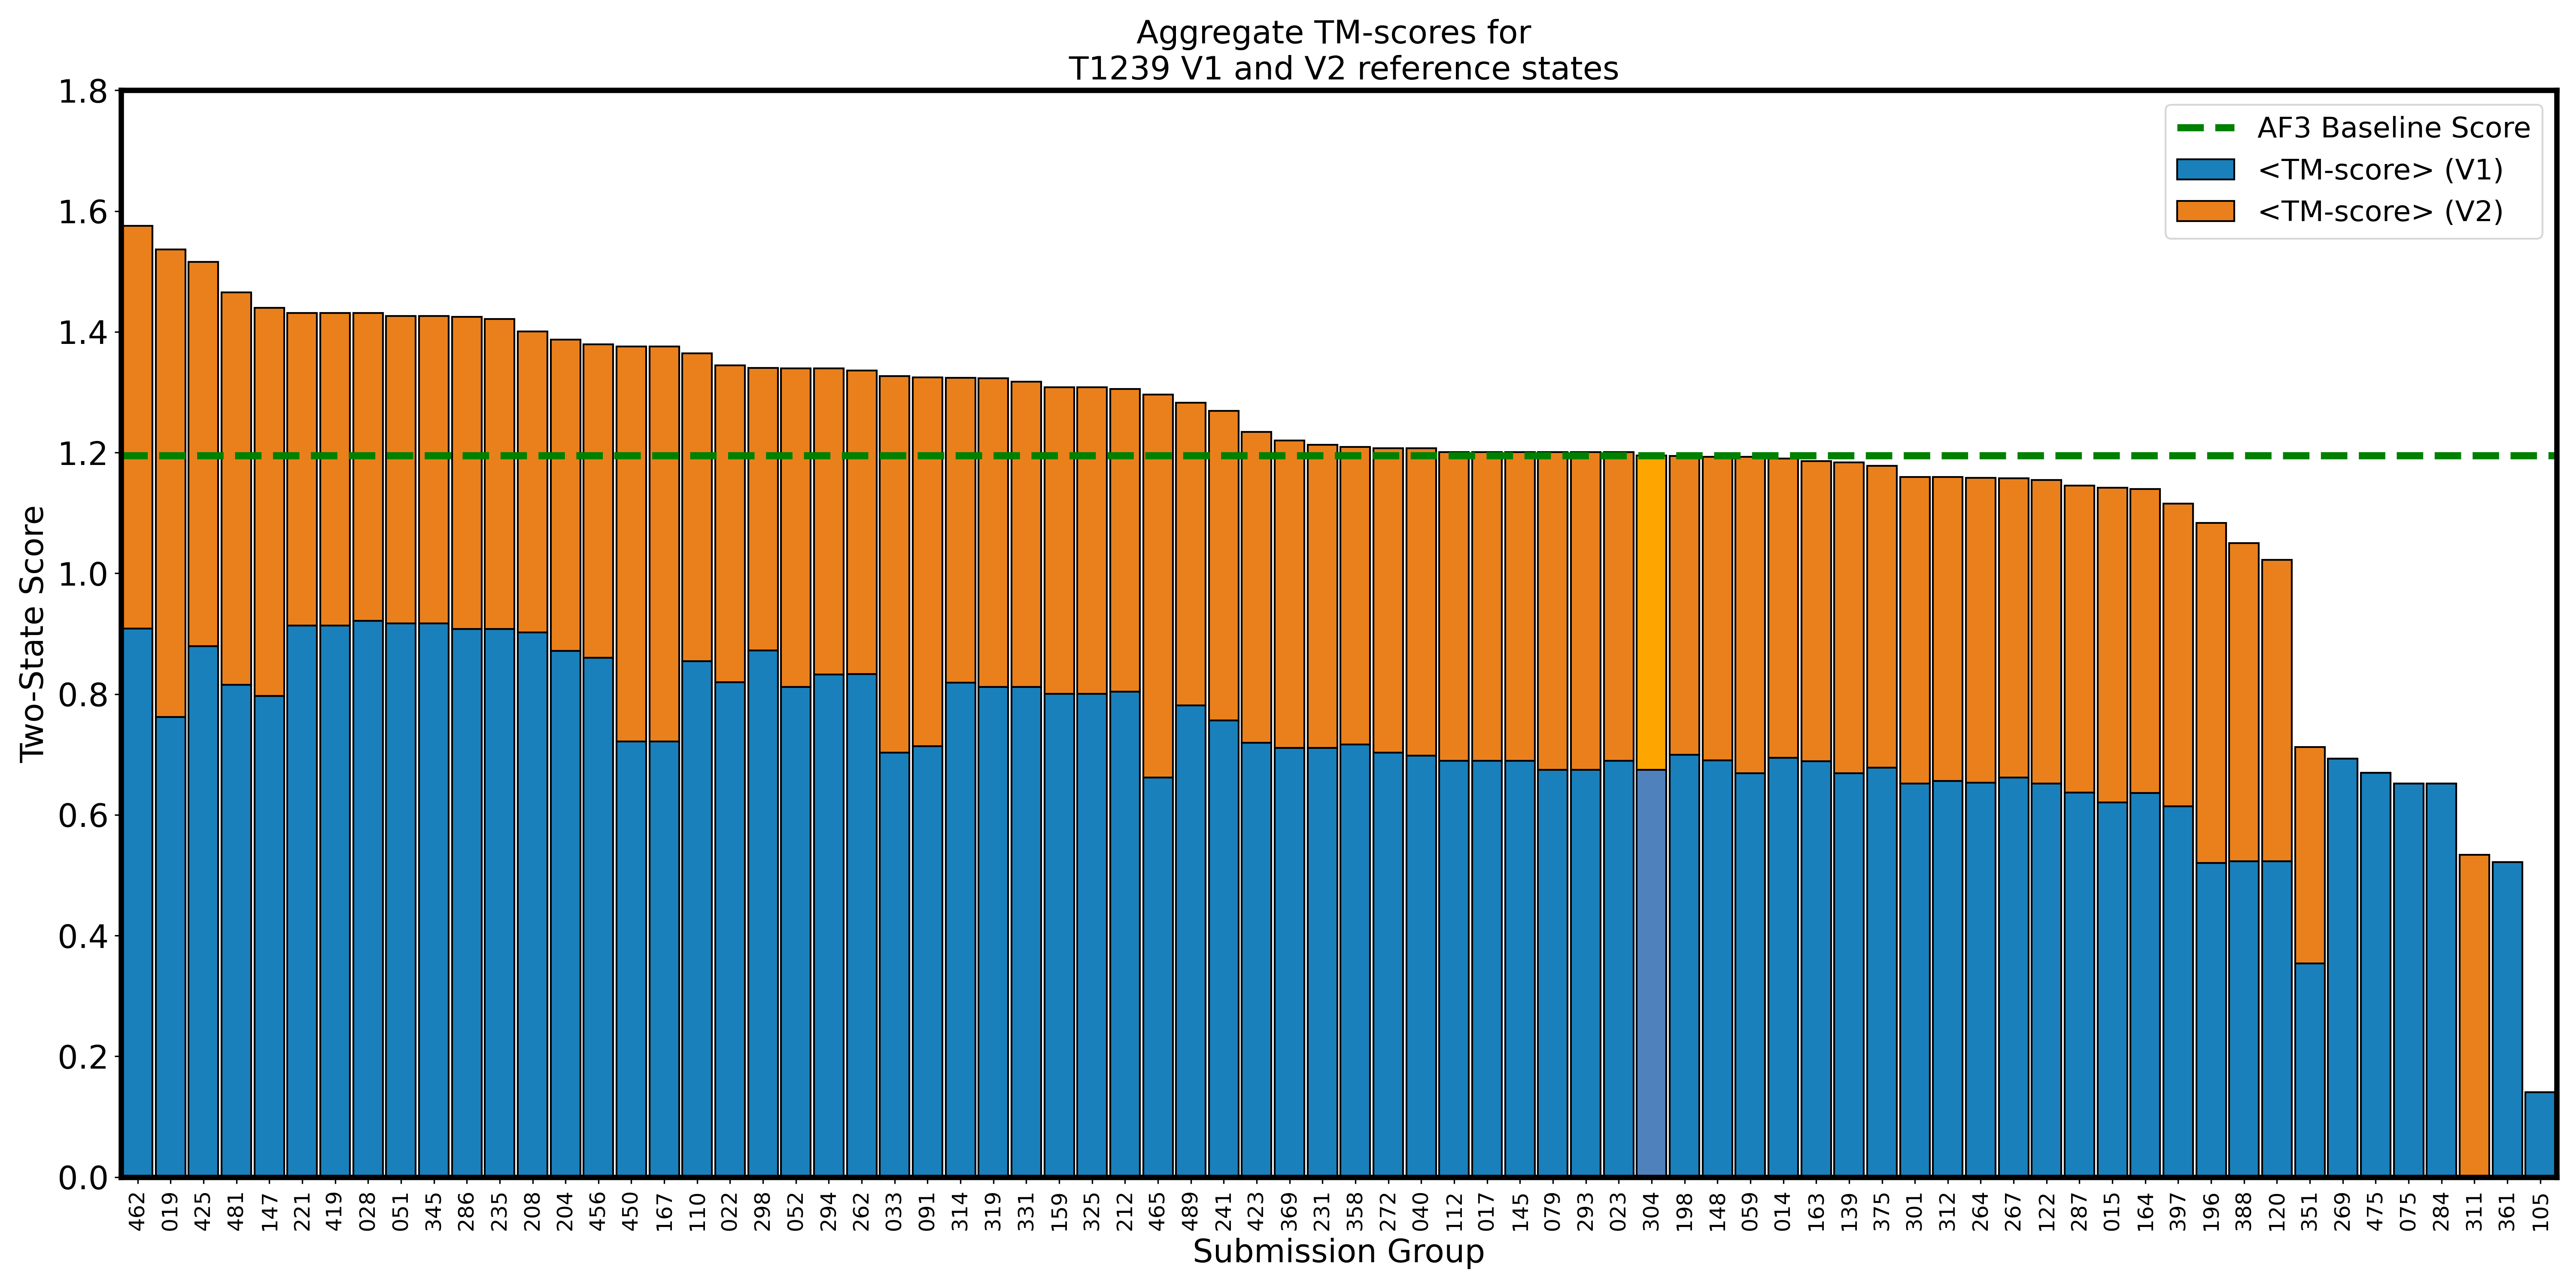 Aggregate TM-scores for
T1239 V1 and V2 reference states
AF3 Baseline Score
<TM-score> (V1)
<TM-score> (V2)
Two-State Score
1.8
1.6
1.4
1.2
1.0
0.8
0.6
0.4
0.2
0.0
462 019 425 481 147 221 419 028 051 345 286 235 208 204 456 450 167 110 022 298 052 294 262 033 091 314 319 331 159 325 212 465 489 241 423 369 231 358 272 040 112 017 145 079 293 023 304 198 148 059 014 163 139 375 301 312 264 267 122 287 015 164 397 196 388 120 351 269 475 075 284 311 361 105
Submission Group